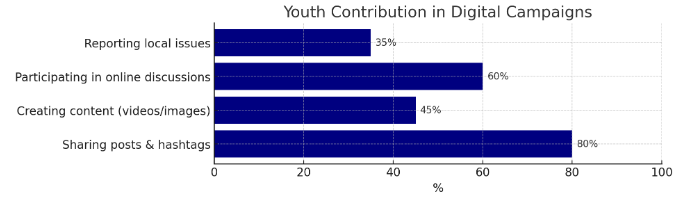 Youth Contribution in Digital Campaigns
Reporting local issues 35%
Participating in online discussions 60%
Creating content (videos/images) 45%
Sharing posts & hashtags 80%
0 20 40 60 80 100
%